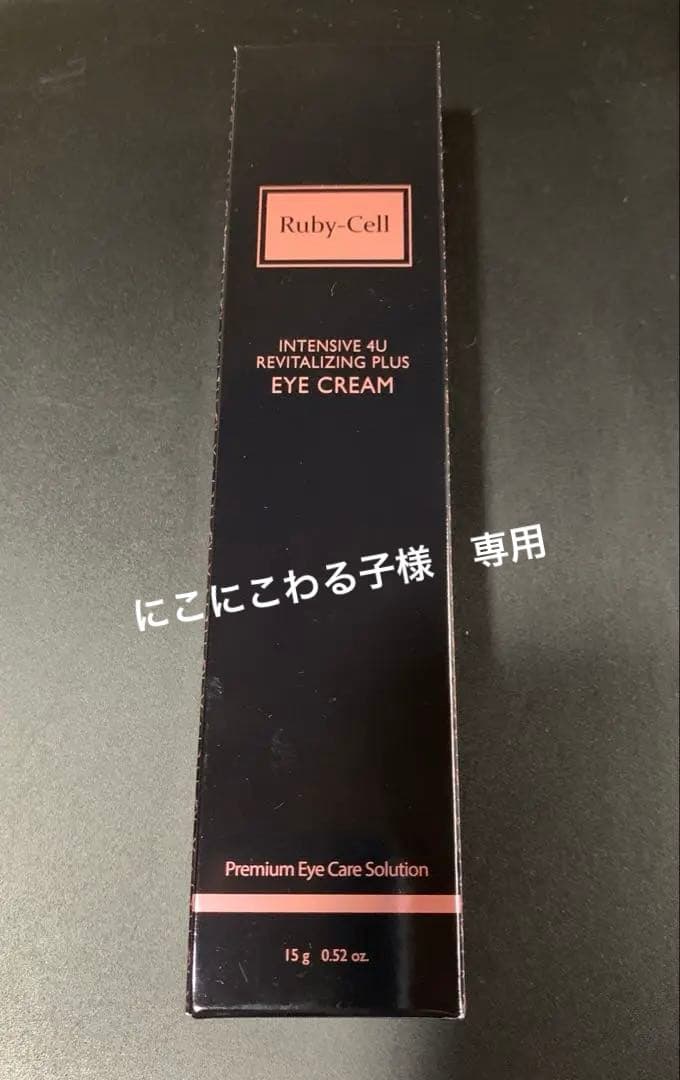 Ruby-Cell
INTENSIVE 4U
REVITALIZING PLUS
EYE CREAM
にこにこわる子様　専用
Premium Eye Care Solution
15 g 0.52 oz.